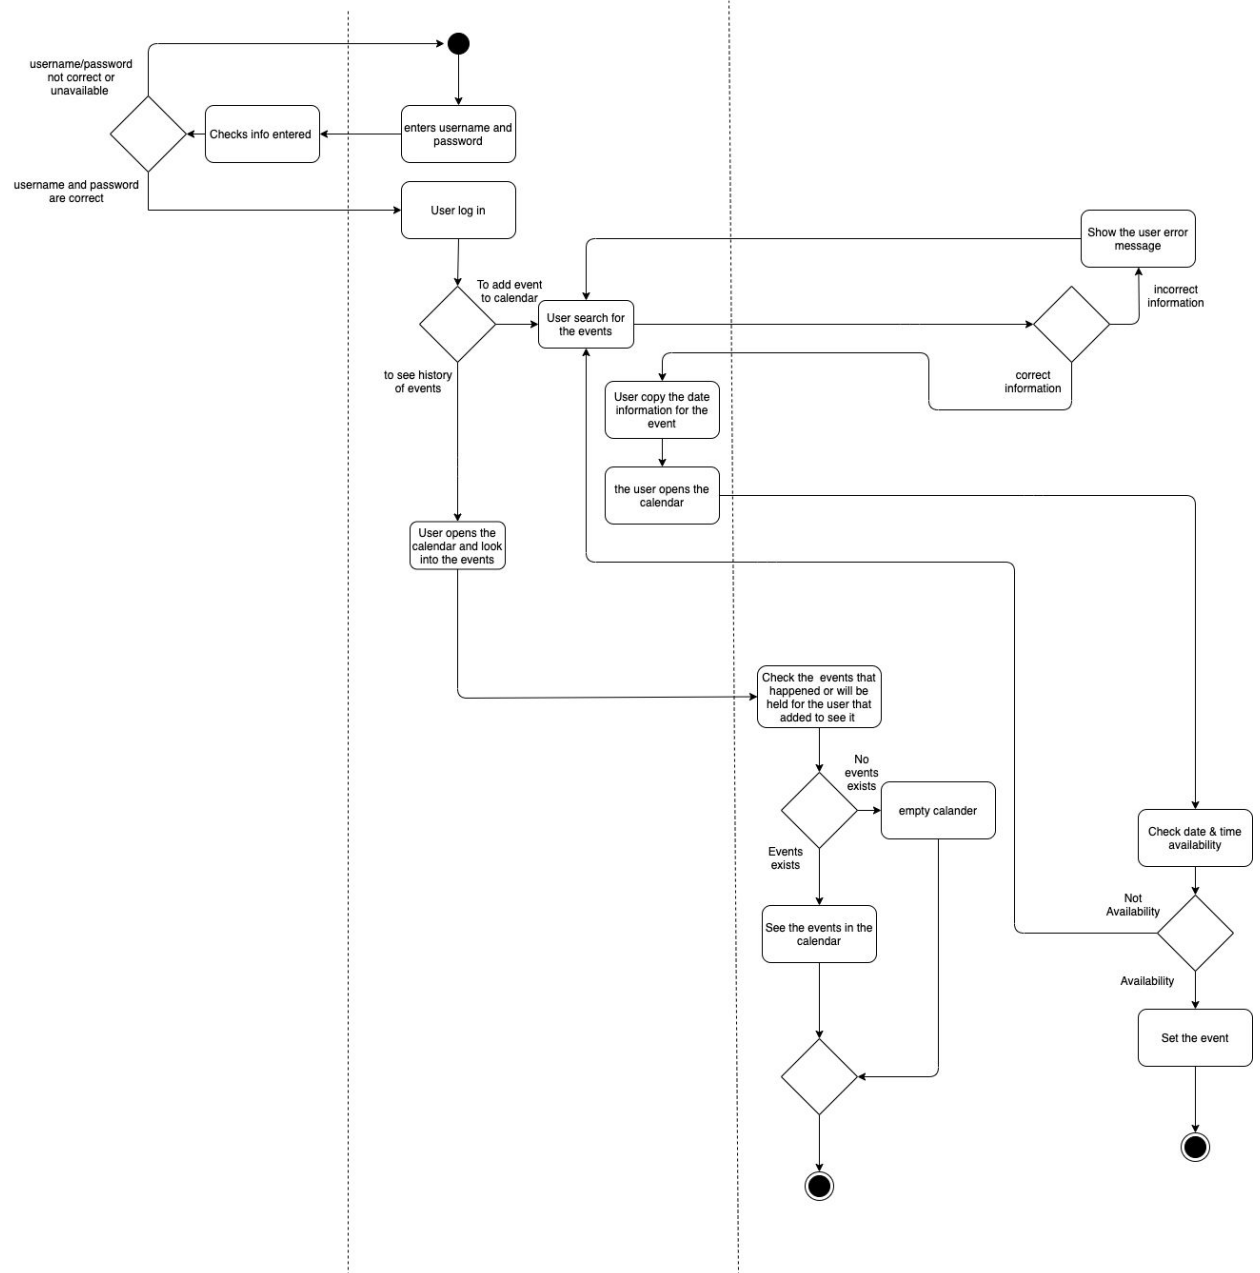 username/password
not correct or
unavailable
Checks info entered
enters username and
password
username and password
are correct
User log in
Show the user error
message
To add event
to calendar
incorrect
information
User search for
the events
to see history
of events
correct
information
User copy the date
information for the
event
the user opens the
calendar
User opens the
calendar and look
into the events
Check the  events that
happened or will be
held for the user that
added to see it
No
events
exists
empty calander
Check date & time
availability
Events
exists
Not
Availability
See the events in the
calendar
Availability
Set the event